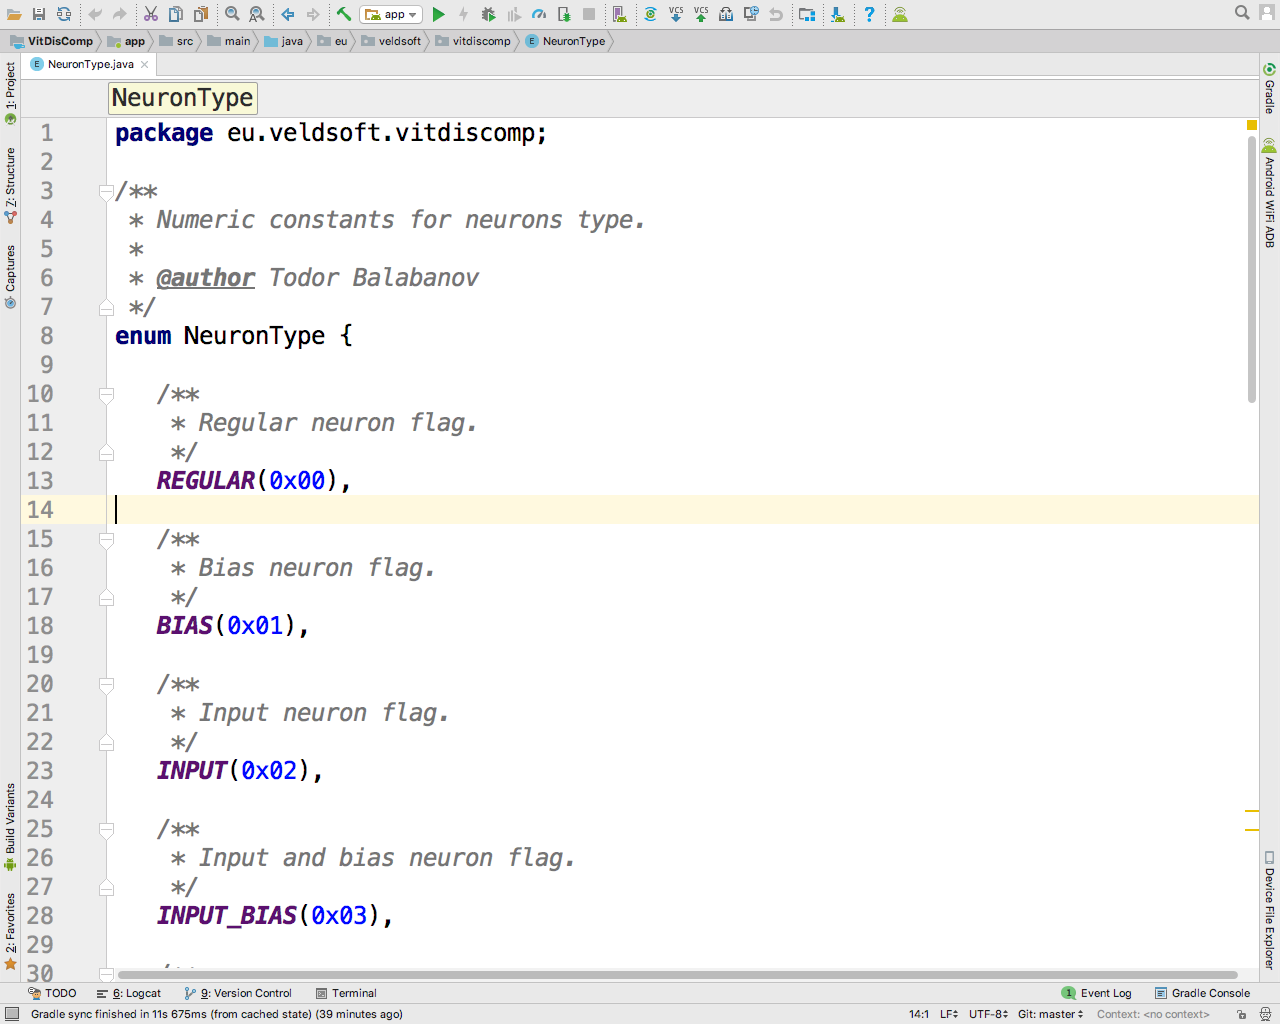 app
VitDisComp app src main java eu veldsoft vitdiscomp NeuronType
NeuronType.java
NeuronType
1 package eu.veldsoft.vitdiscomp;
2
3 /**
4 * Numeric constants for neurons type.
5 *
6 * @author Todor Balabanov
7 */
8 enum NeuronType {
9
10 /**
11 * Regular neuron flag.
12 */
13 REGULAR(0x00),
14
15 /**
16 * Bias neuron flag.
17 */
18 BIAS(0x01),
19
20 /**
21 * Input neuron flag.
22 */
23 INPUT(0x02),
24
25 /**
26 * Input and bias neuron flag.
27 */
28 INPUT_BIAS(0x03),
29
30 /**
1: Project
7: Structure
Captures
Build Variants
2: Favorites
Gradle
Android WiFi ADB
Device File Explorer
TODO 6: Logcat 9: Version Control Terminal 1 Event Log Gradle Console
Gradle sync finished in 11s 675ms (from cached state) (39 minutes ago) 14:1 LF UTF-8 Git: master Context: <no context>
VCS
VCS